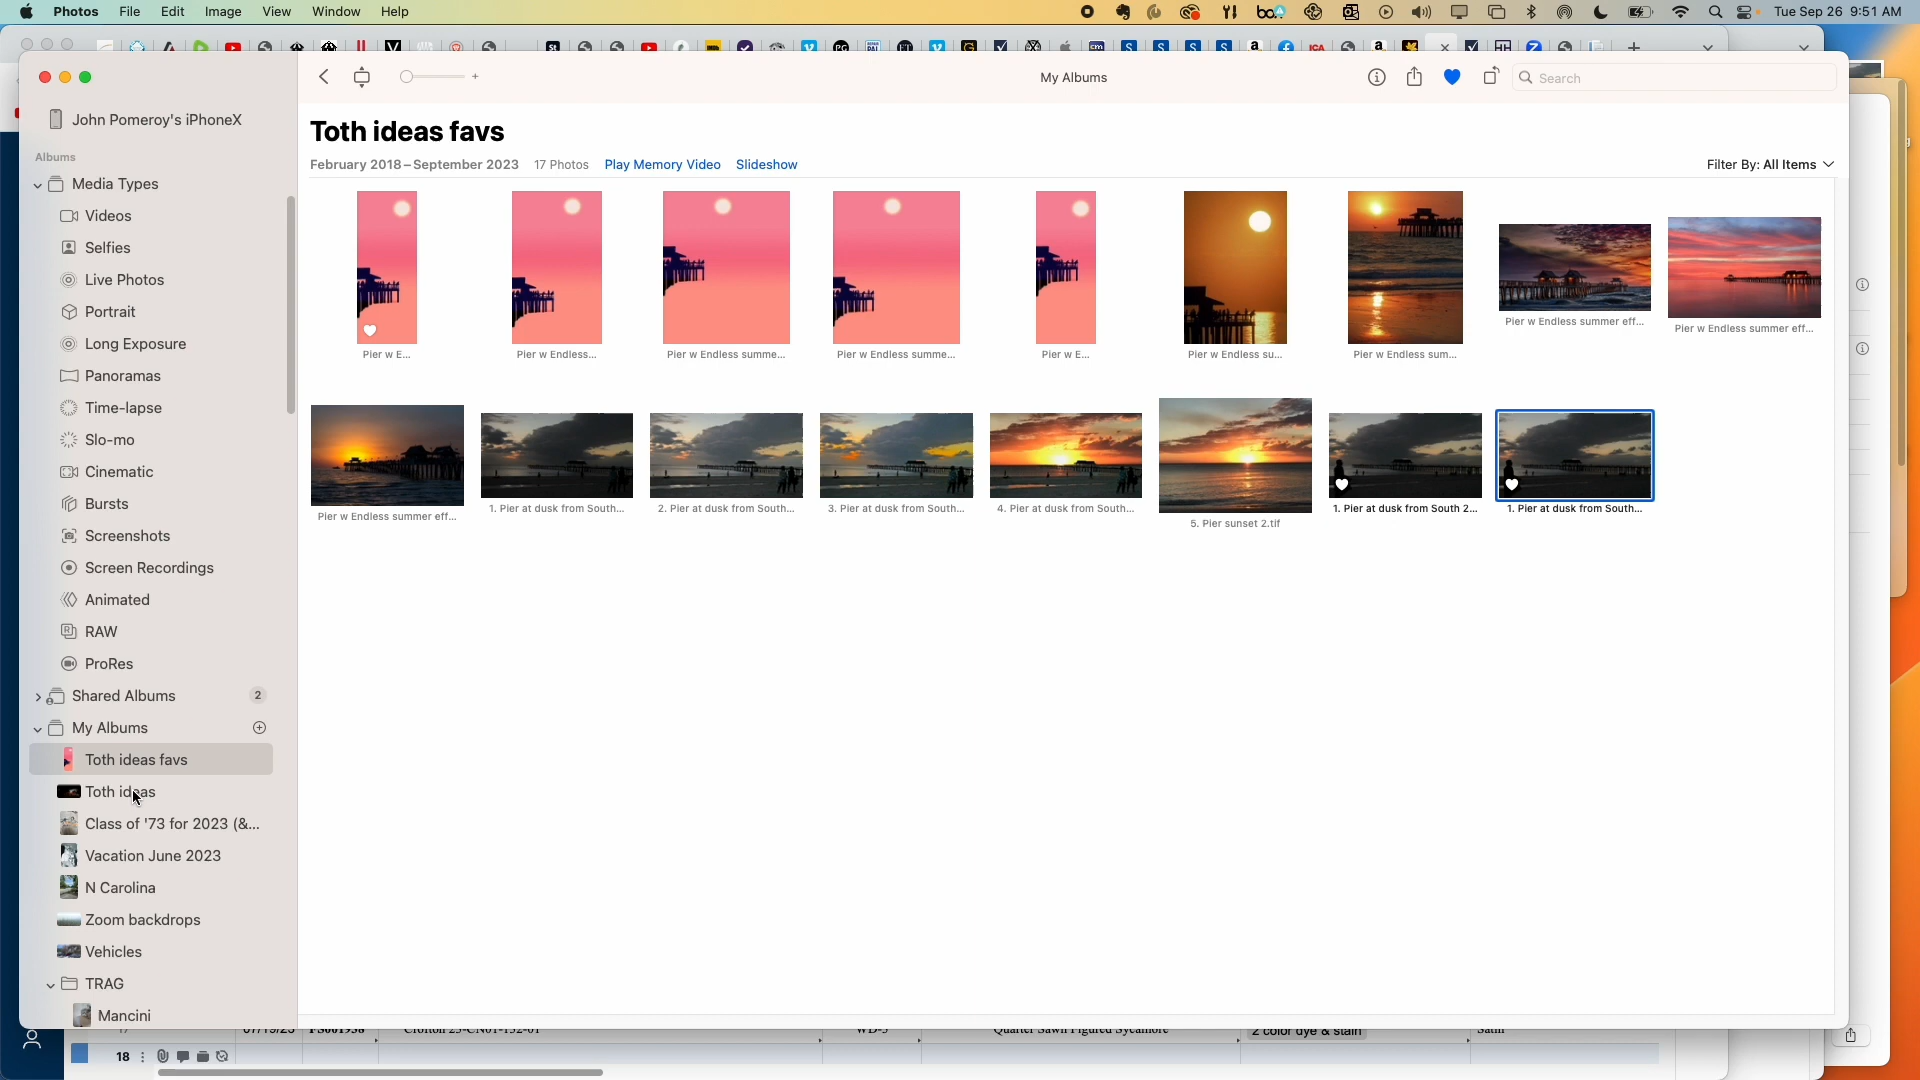 Photos File Edit Image View Window Help
Tue Sep 26 9:51 AM
My Albums
Search
John Pomeroy's iPhoneX
Albums
Media Types
Videos
Selfies
Live Photos
Portrait
Long Exposure
Panoramas
Time-lapse
Slo-mo
Cinematic
Bursts
Screenshots
Screen Recordings
Animated
RAW
ProRes
Shared Albums 2
My Albums
Toth ideas favs
Toth ideas
Class of '73 for 2023 (&...
Vacation June 2023
N Carolina
Zoom backdrops
Vehicles
TRAG
Mancini
Toth ideas favs
February 2018–September 2023 17 Photos Play Memory Video Slideshow
Filter By: All Items
Pier w E... Pier w Endless... Pier w Endless summe... Pier w Endless summe... Pier w E... Pier w Endless su... Pier w Endless sum... Pier w Endless summer eff... Pier w Endless summer eff...
Pier w Endless summer eff... 1. Pier at dusk from South... 2. Pier at dusk from South... 3. Pier at dusk from South... 4. Pier at dusk from South... 5. Pier sunset 2.tif 1. Pier at dusk from South 2... 1. Pier at dusk from South...
Quarter Sawn Figured Sycamore 2 color dye & stain Satin
18